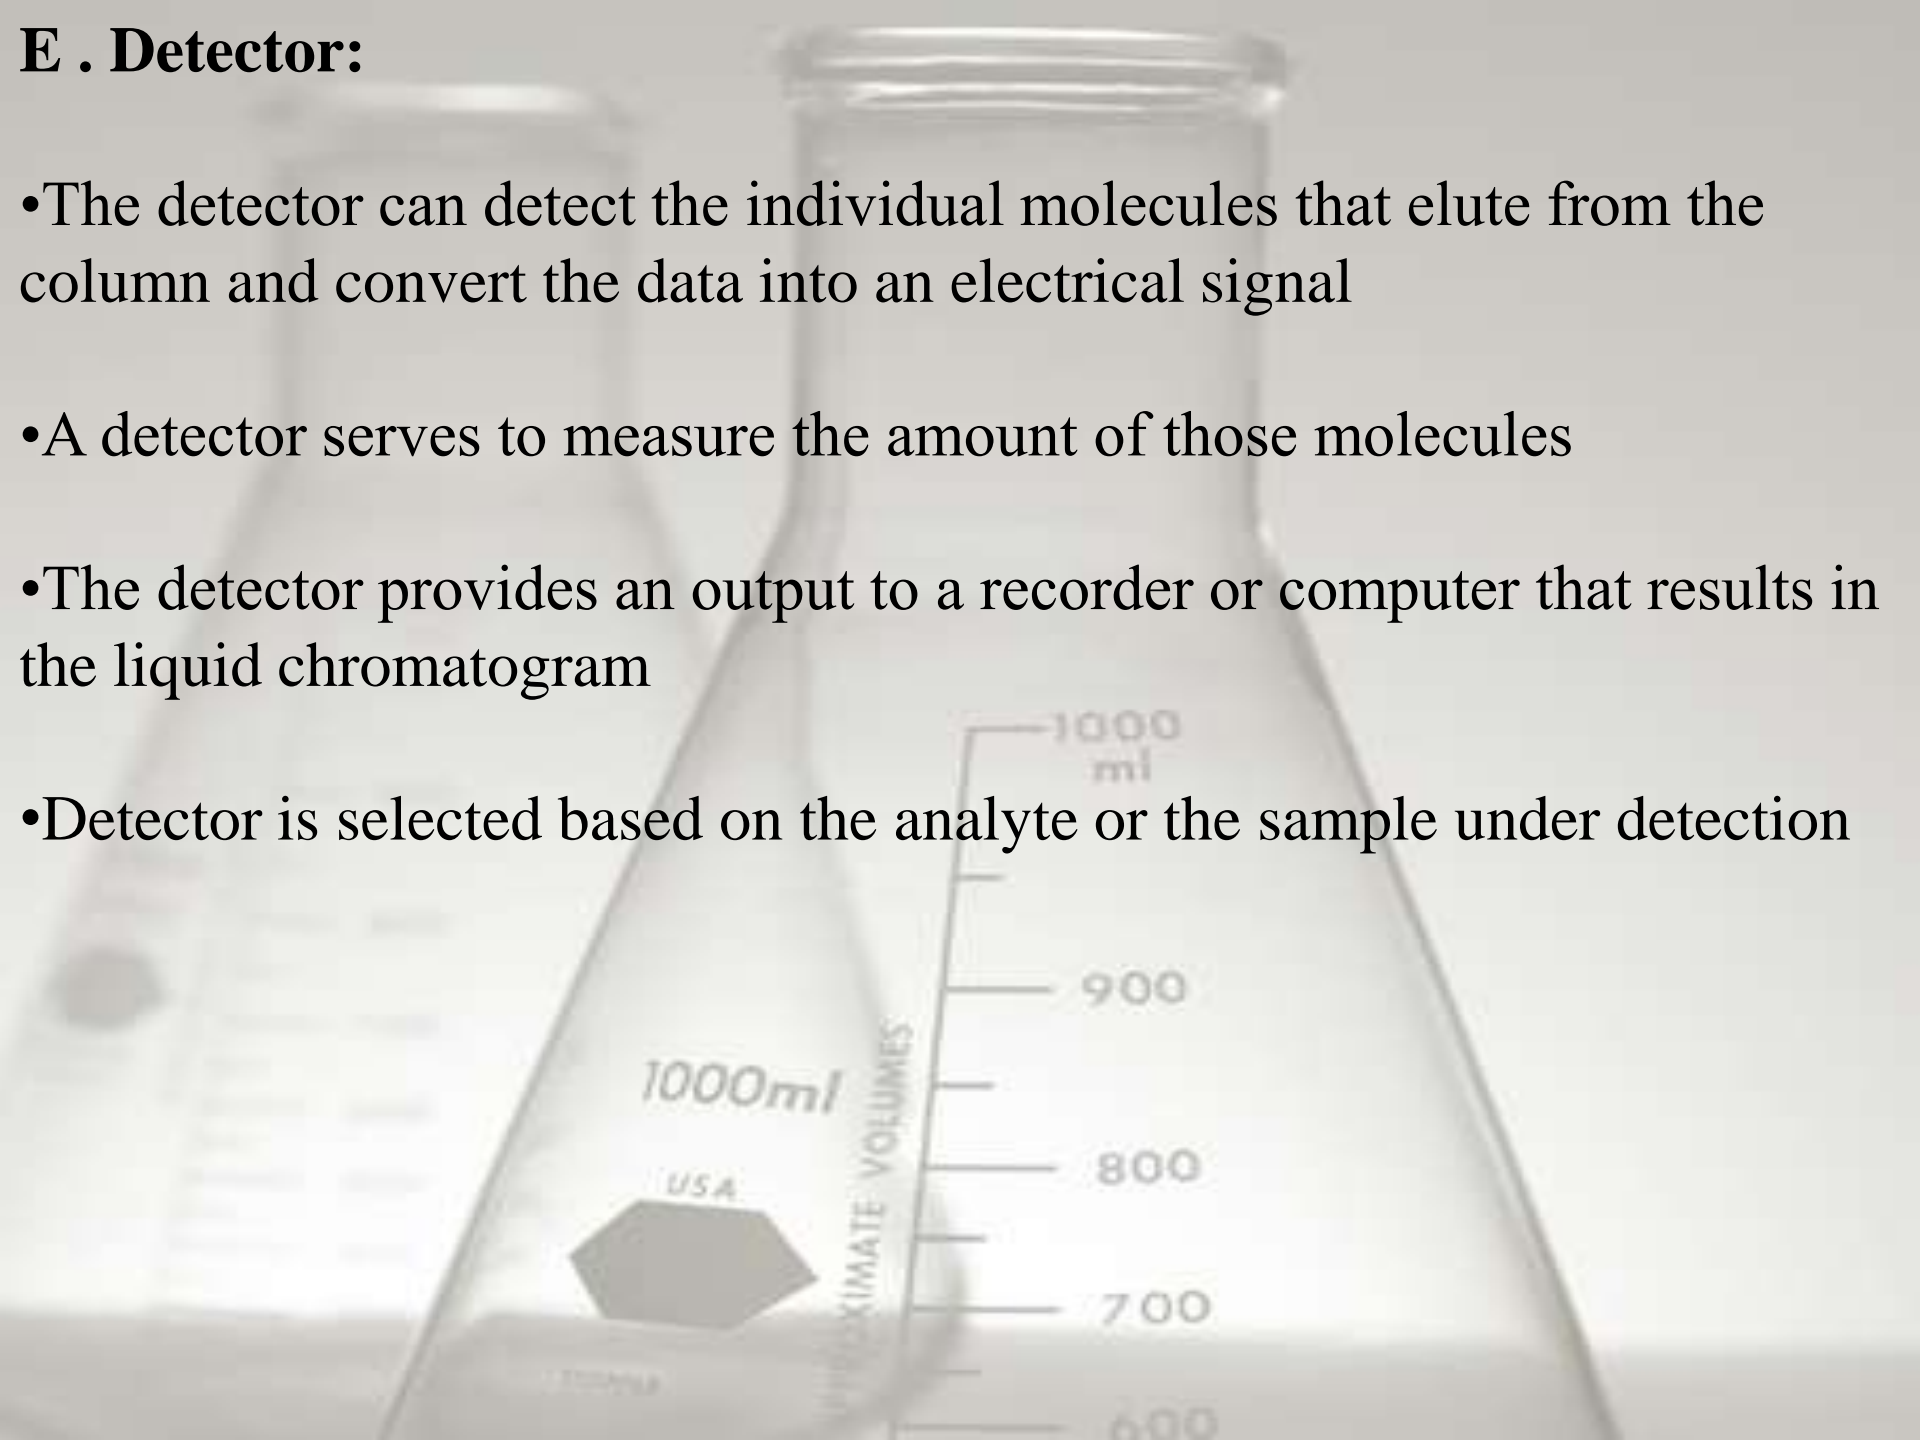 E . Detector:
•The detector can detect the individual molecules that elute from the
column and convert the data into an electrical signal
•A detector serves to measure the amount of those molecules
•The detector provides an output to a recorder or computer that results in
the liquid chromatogram
•Detector is selected based on the analyte or the sample under detection
1000
ml
900
800
700
600
1000ml
USA
VOLUMES